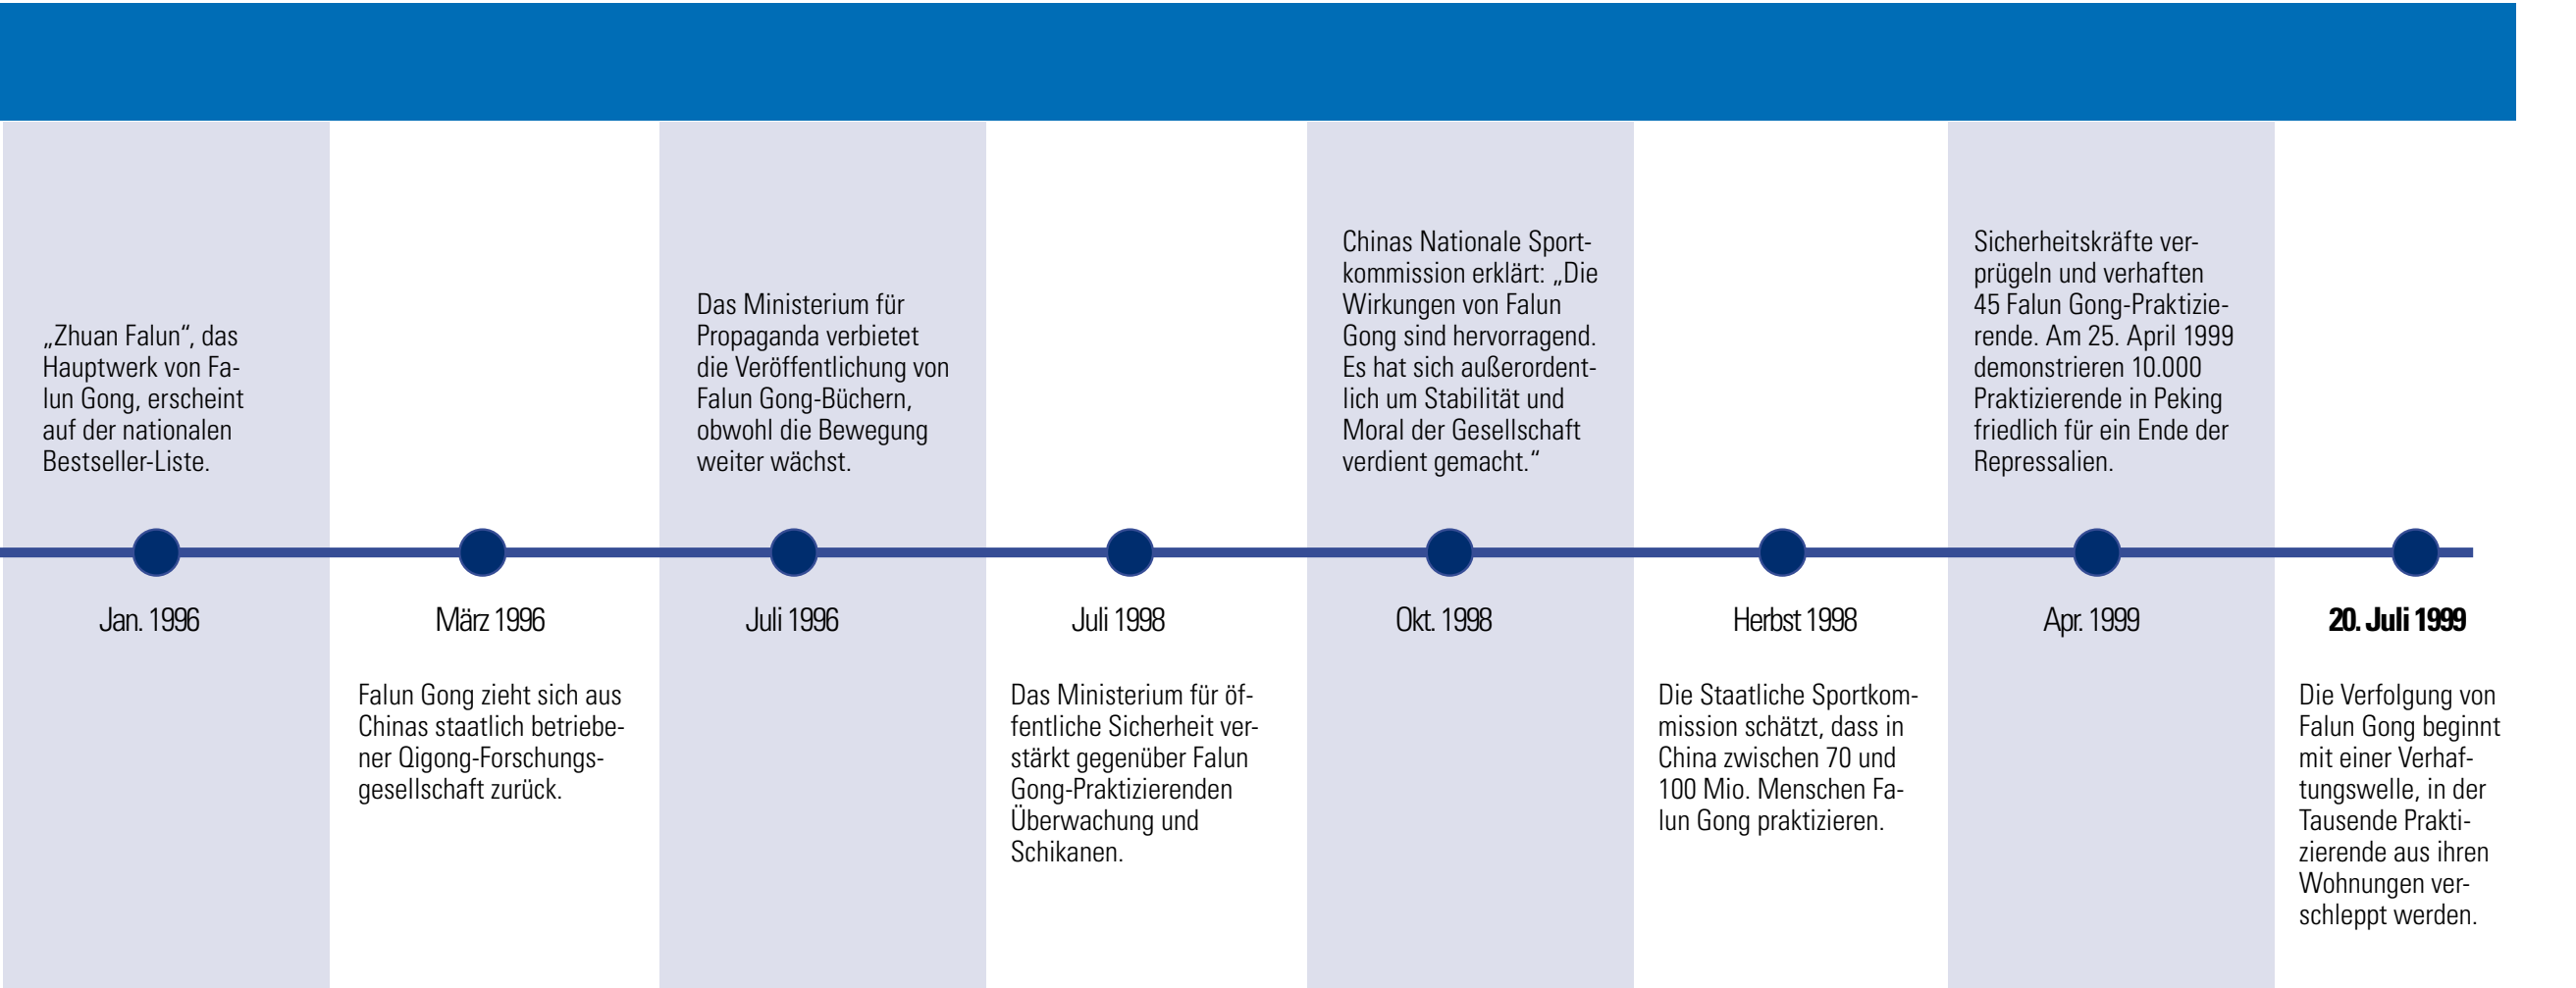 „Zhuan Falun“, das
Hauptwerk von Fa-
lun Gong, erscheint
auf der nationalen
Bestseller-Liste.
Jan. 1996
März 1996
Falun Gong zieht sich aus
Chinas staatlich betriebe-
ner Qigong-Forschungs-
gesellschaft zurück.
Das Ministerium für
Propaganda verbietet
die Veröffentlichung von
Falun Gong-Büchern,
obwohl die Bewegung
weiter wächst.
Juli 1996
Juli 1998
Das Ministerium für öf-
fentliche Sicherheit ver-
stärkt gegenüber Falun
Gong-Praktizierenden
Überwachung und
Schikanen.
Chinas Nationale Sport-
kommission erklärt: „Die
Wirkungen von Falun
Gong sind hervorragend.
Es hat sich außerordent-
lich um Stabilität und
Moral der Gesellschaft
verdient gemacht.“
Okt. 1998
Herbst 1998
Die Staatliche Sportkom-
mission schätzt, dass in
China zwischen 70 und
100 Mio. Menschen Fa-
lun Gong praktizieren.
Sicherheitskräfte ver-
prügeln und verhaften
45 Falun Gong-Praktizie-
rende. Am 25. April 1999
demonstrieren 10.000
Praktizierende in Peking
friedlich für ein Ende der
Repressalien.
Apr. 1999
20. Juli 1999
Die Verfolgung von
Falun Gong beginnt
mit einer Verhaf-
tungswelle, in der
Tausende Prakti-
zierende aus ihren
Wohnungen ver-
schleppt werden.